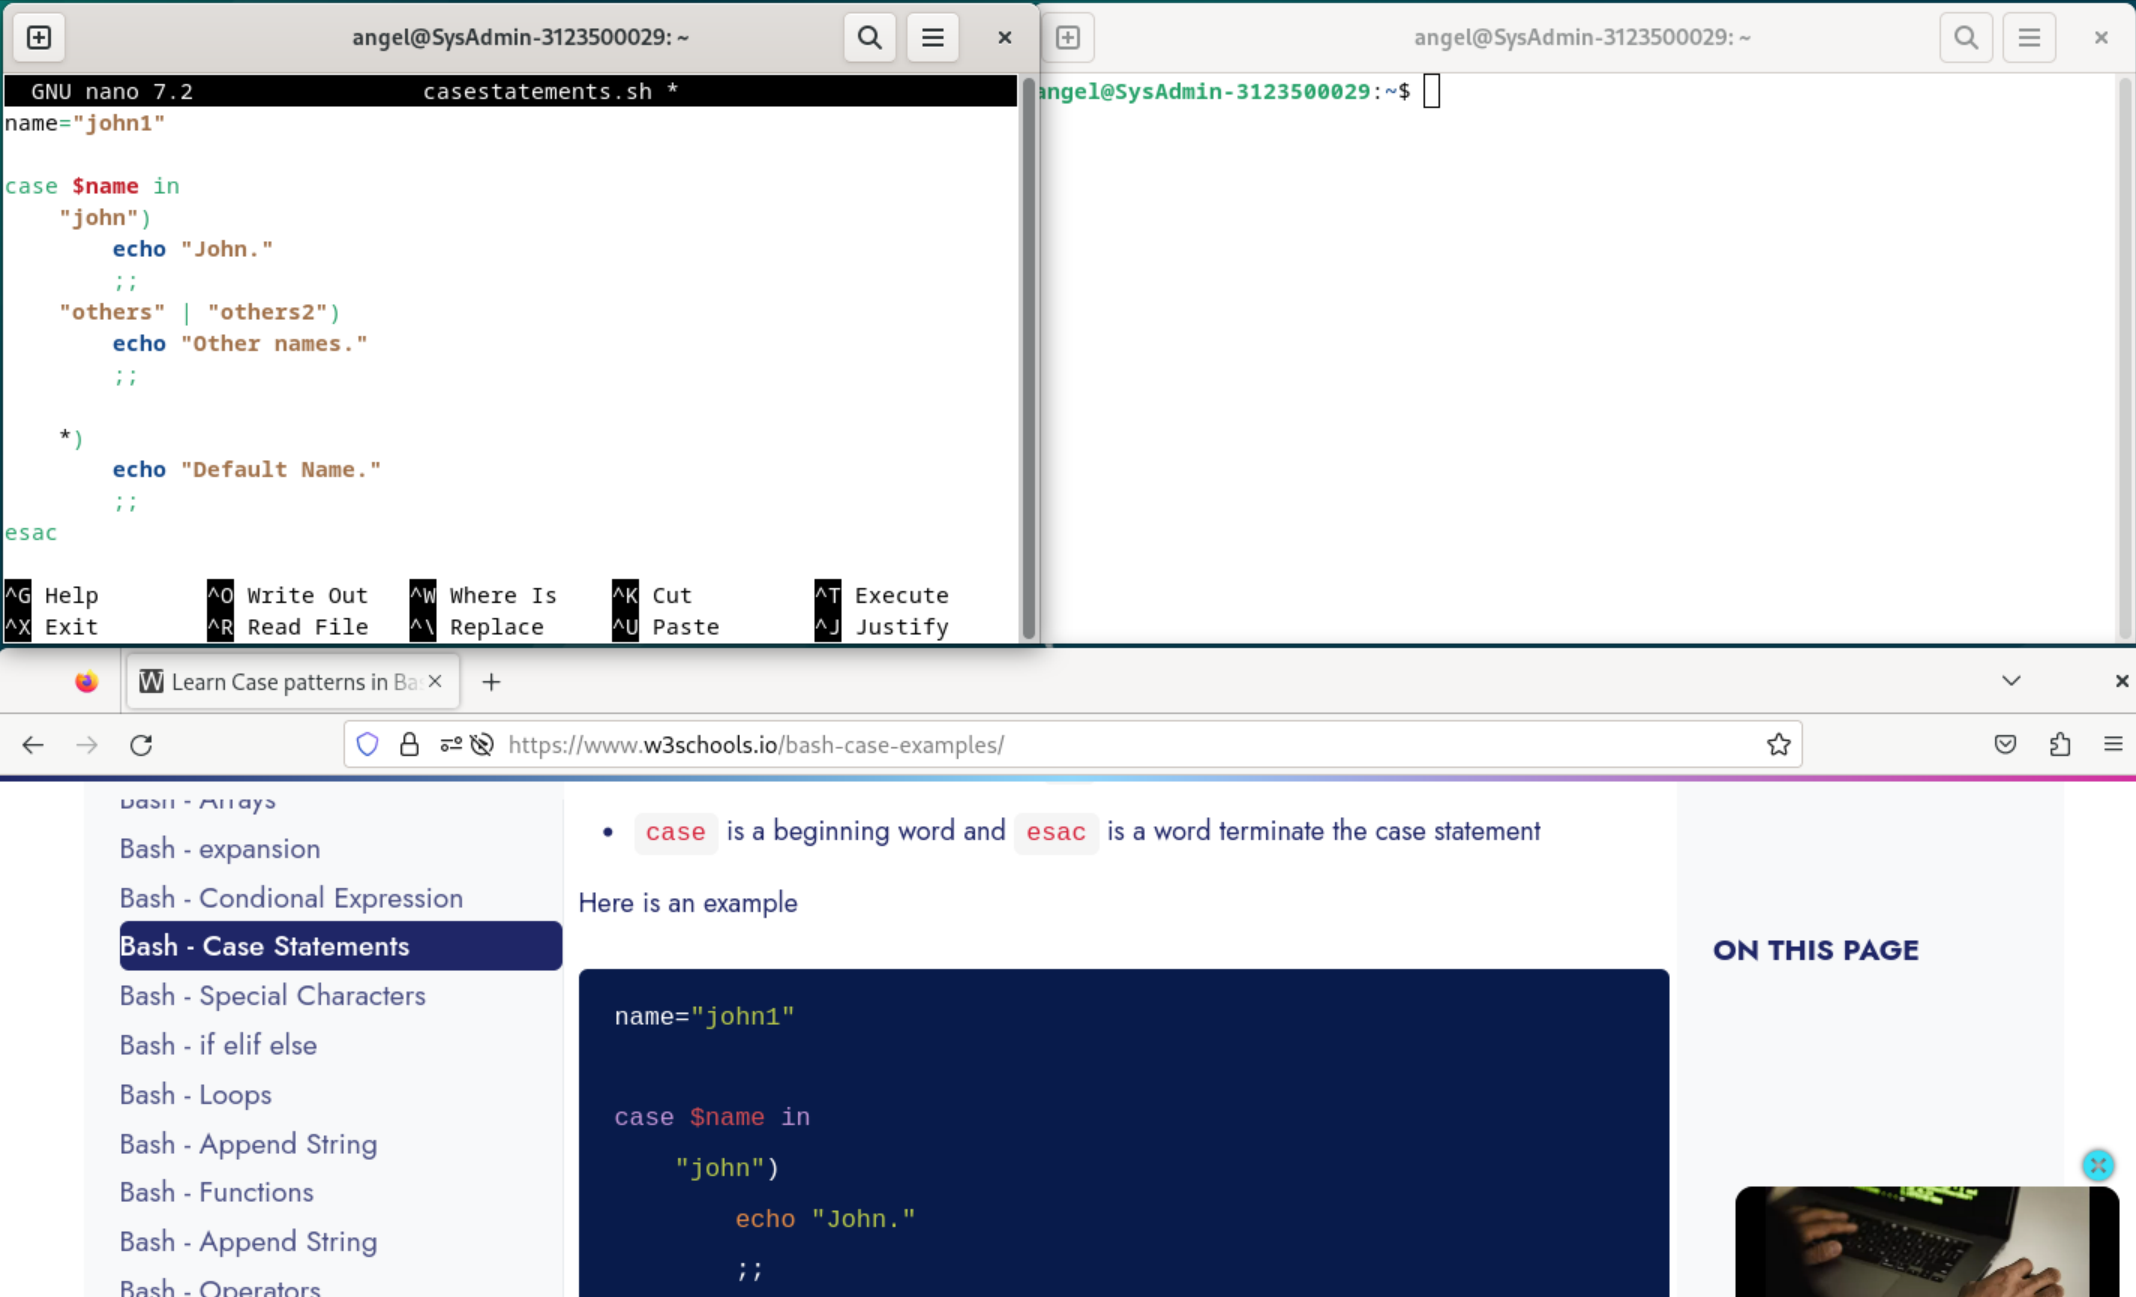 angel@SysAdmin-3123500029: ~
GNU nano 7.2 casestatements.sh *
name="john1"
case $name in
"john")
echo "John."
;;
"others" | "others2")
echo "Other names."
;;
*)
echo "Default Name."
;;
esac
^G Help ^O Write Out ^W Where Is ^K Cut ^T Execute
^X Exit ^R Read File ^\ Replace ^U Paste ^J Justify
angel@SysAdmin-3123500029: ~
angel@SysAdmin-3123500029:~$
Learn Case patterns in Bas
https://www.w3schools.io/bash-case-examples/
Bash - Arrays
Bash - expansion
Bash - Condional Expression
Bash - Case Statements
Bash - Special Characters
Bash - if elif else
Bash - Loops
Bash - Append String
Bash - Functions
Bash - Append String
Bash - Operators
• case is a beginning word and esac is a word terminate the case statement
Here is an example
name="john1"
case $name in
"john")
echo "John."
;;
ON THIS PAGE